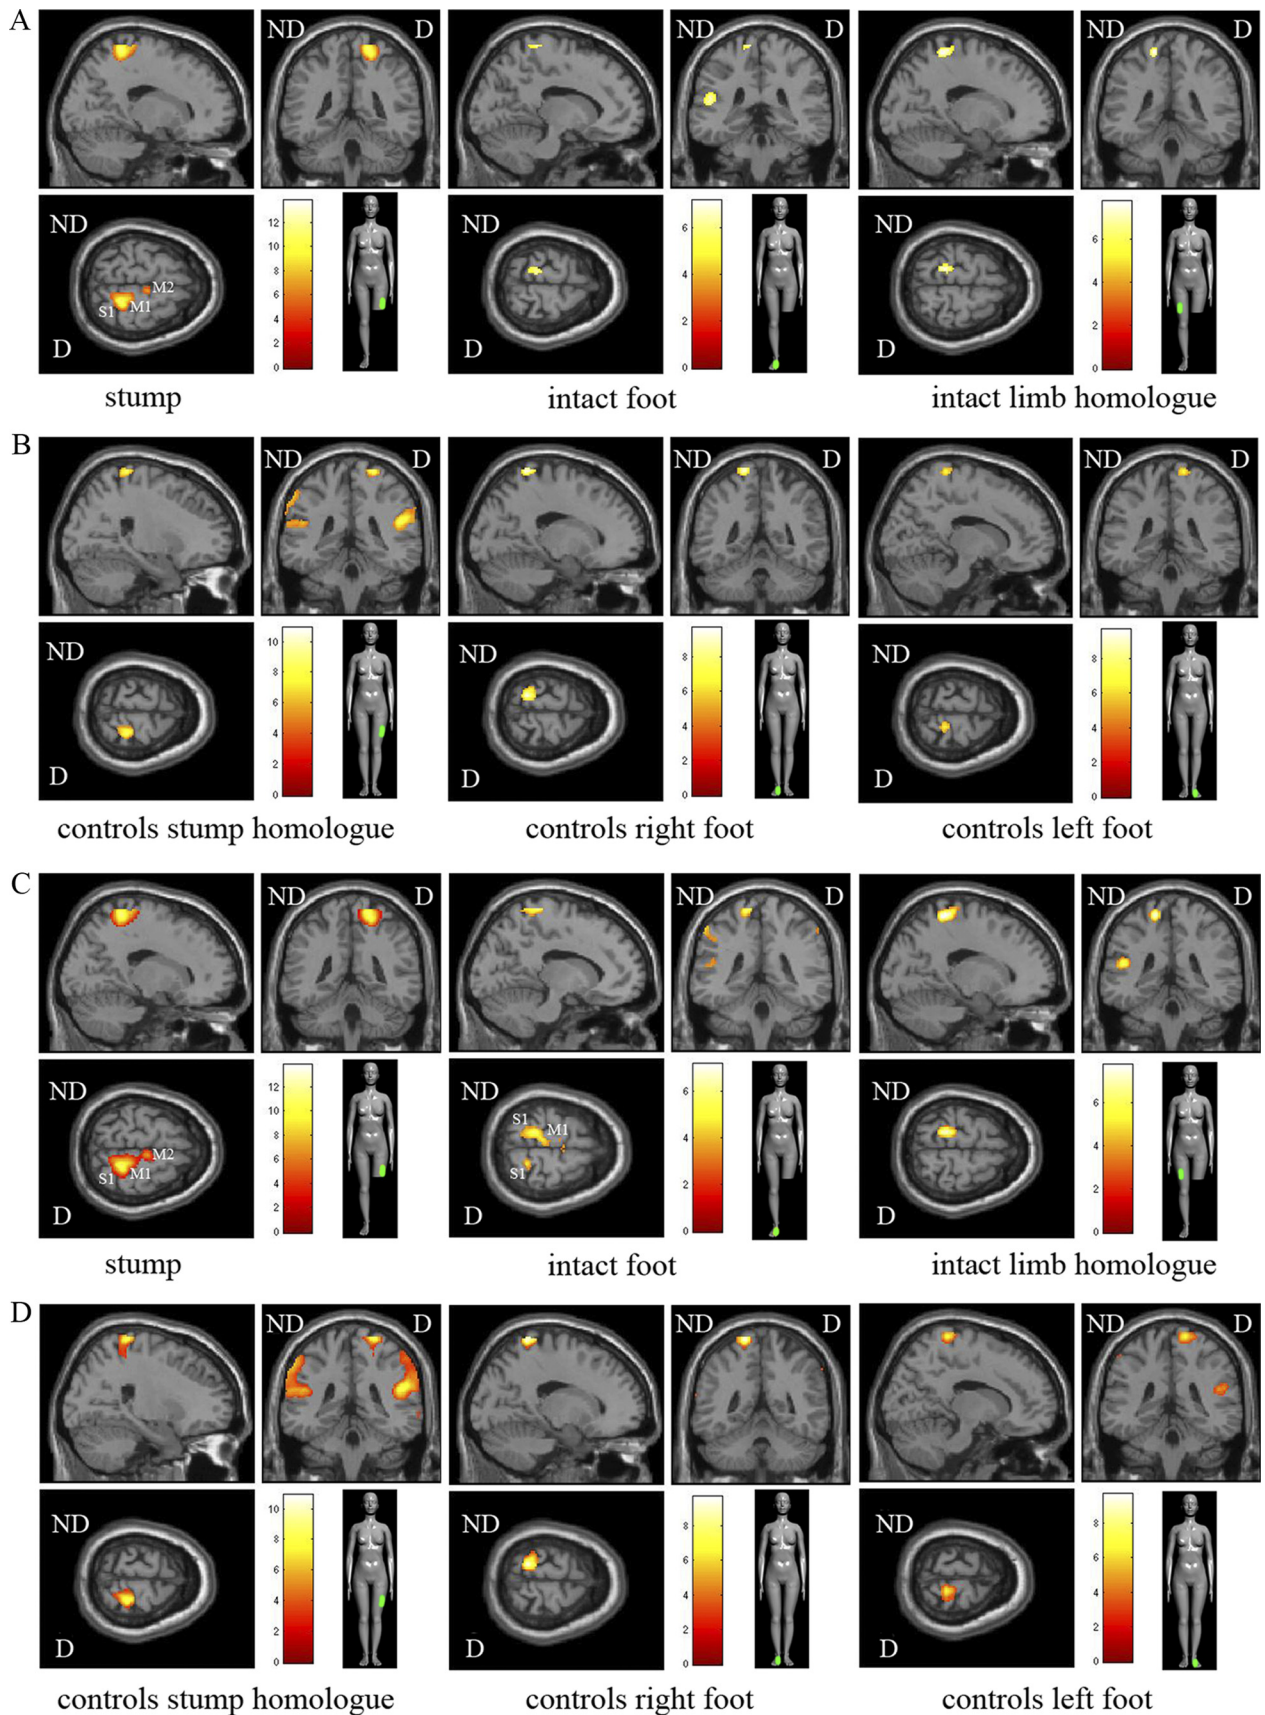 A
ND D
ND D
ND D
ND
D
S1 M1 M2
12
10
8
6
4
2
0
ND
D
6
4
2
0
ND
D
6
4
2
0
stump
intact foot
intact limb homologue
B
ND D
ND D
ND D
ND
D
10
8
6
4
2
0
ND
D
8
6
4
2
0
ND
D
8
6
4
2
0
controls stump homologue
controls right foot
controls left foot
C
ND D
ND D
ND D
ND
D
S1 M1 M2
12
10
8
6
4
2
0
ND
D
S1
M1
S1
6
4
2
0
ND
D
6
4
2
0
stump
intact foot
intact limb homologue
D
ND D
ND D
ND D
ND
D
10
8
6
4
2
0
ND
D
8
6
4
2
0
ND
D
8
6
4
2
0
controls stump homologue
controls right foot
controls left foot